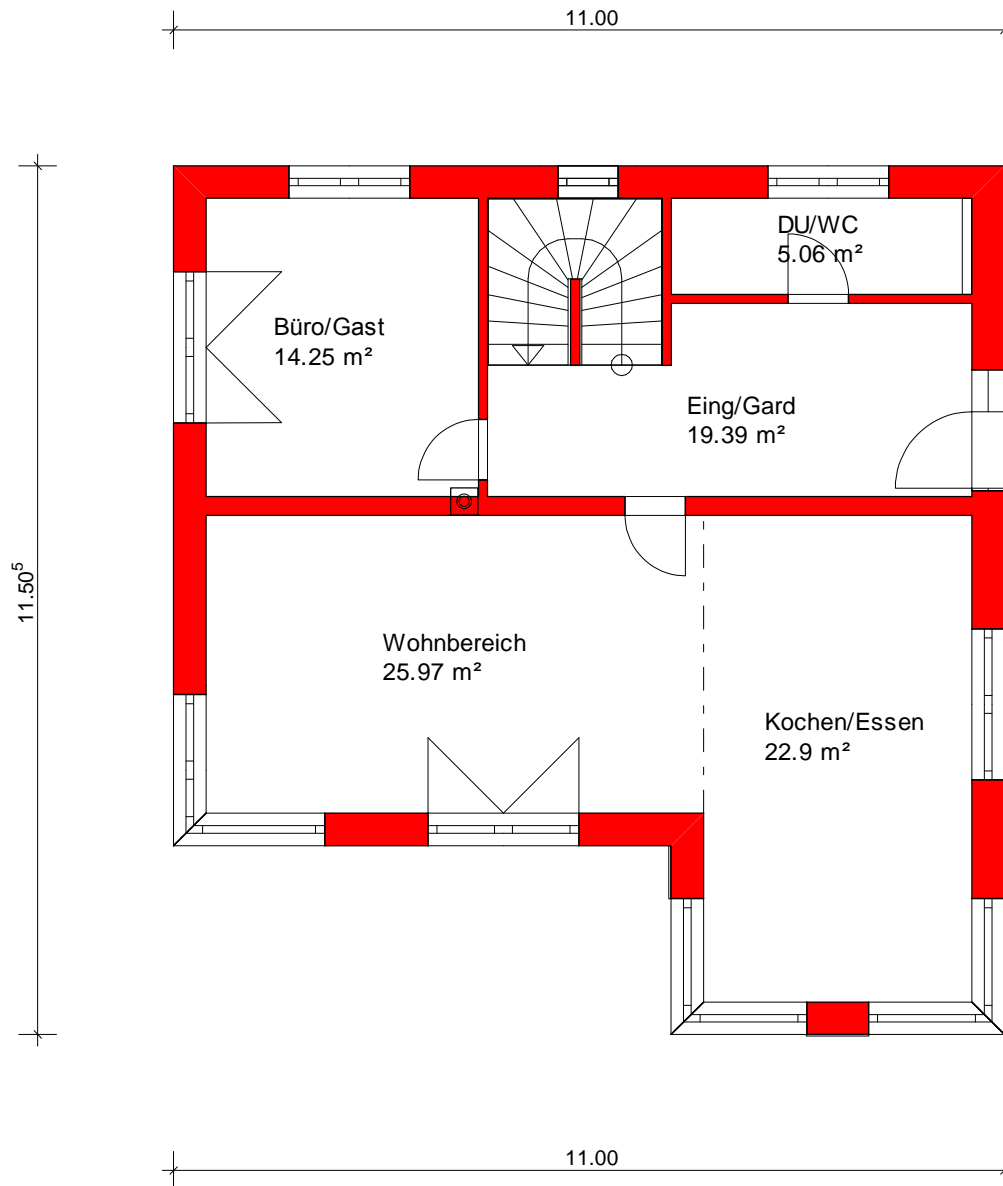 11.00
DU/WC
5.06 m²
Büro/Gast
14.25 m²
Eing/Gard
19.39 m²
11.50⁵
Wohnbereich
25.97 m²
Kochen/Essen
22.9 m²
11.00